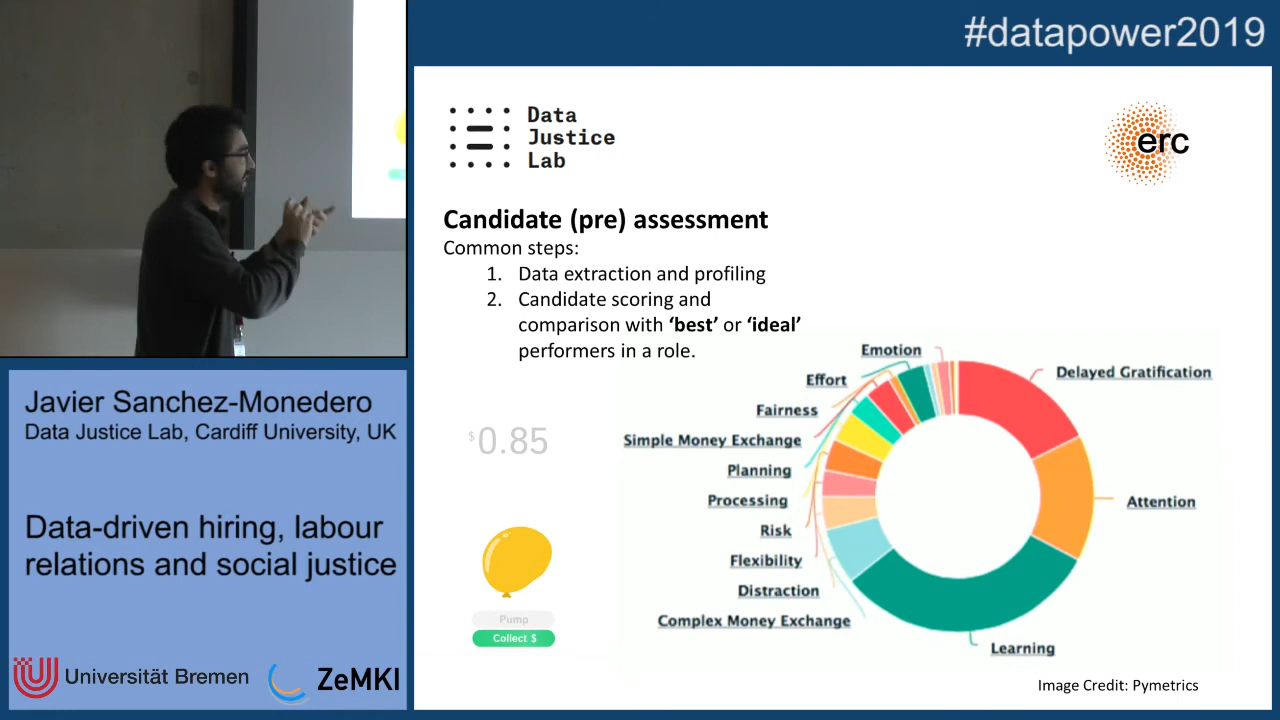 #datapower2019
Data
Justice
Lab
erc
Candidate (pre) assessment
Common steps:
1. Data extraction and profiling
2. Candidate scoring and
comparison with ‘best’ or ‘ideal’
performers in a role.
$0.85
Pump
Collect $
Emotion
Effort
Fairness
Simple Money Exchange
Planning
Processing
Risk
Flexibility
Distraction
Complex Money Exchange
Delayed Gratification
Attention
Learning
Image Credit: Pymetrics
Javier Sanchez-Monedero
Data Justice Lab, Cardiff University, UK
Data-driven hiring, labour
relations and social justice
Universität Bremen
ZeMKI